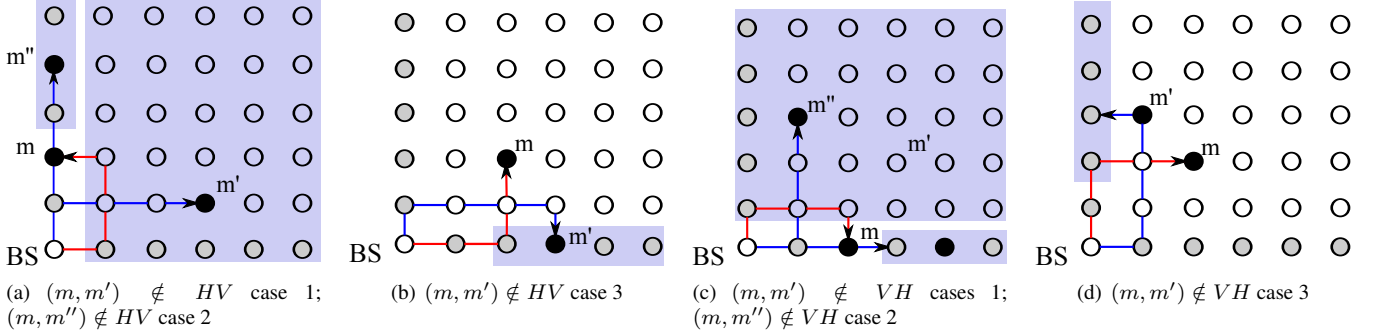 m''
m
m'
BS
(a) (m, m') ∉ HV case 1;
(m, m'') ∉ HV case 2
m
m'
BS
(b) (m, m') ∉ HV case 3
m''
m'
m
BS
(c) (m, m') ∉ VH cases 1;
(m, m'') ∉ VH case 2
m'
m
BS
(d) (m, m') ∉ VH case 3